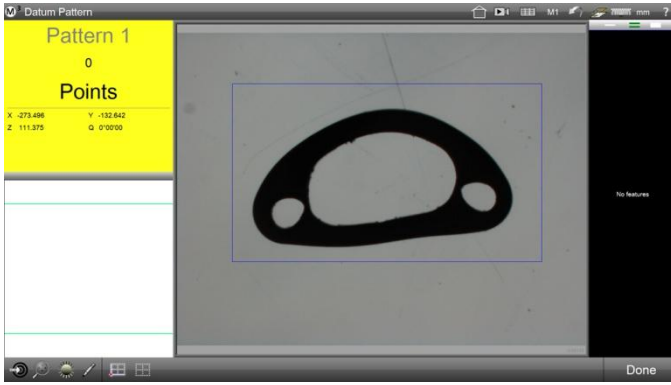 M³ Datum Pattern
M1
mm
?
Pattern 1
0
Points
X -273.496 Y -132.642
Z 111.375 Q 0°00'00
No features
Done